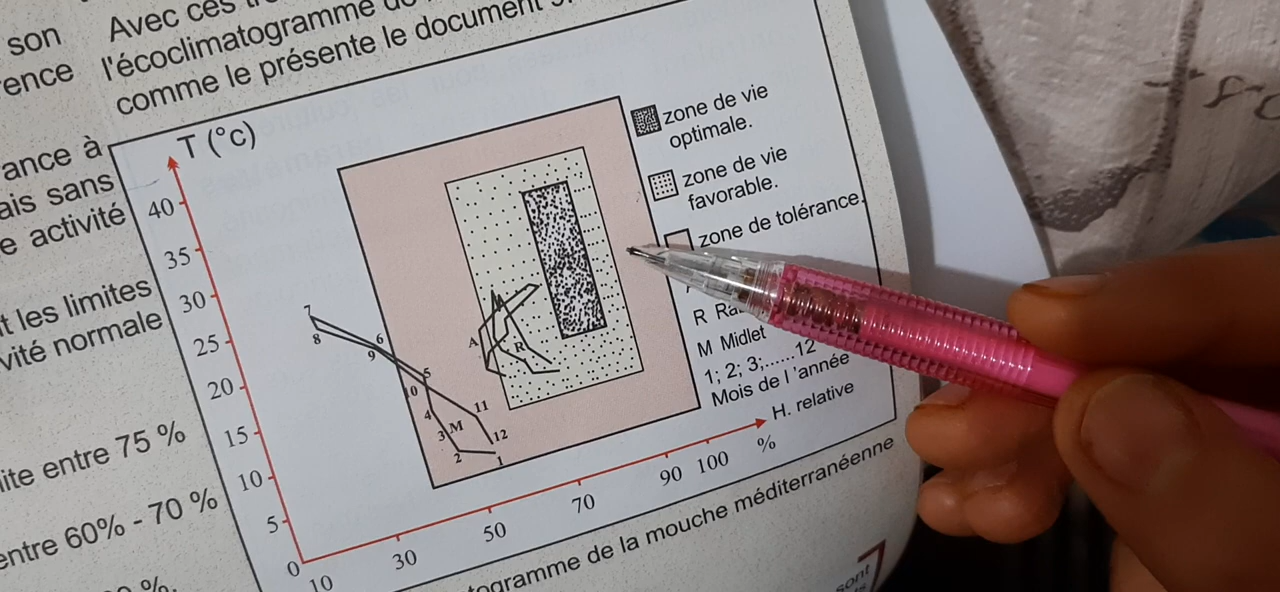 son
rence
ance à
ais sans
e activité
t les limites
vité normale
lite entre 75 %
entre 60% - 70 %
%.
Avec ces
l'écoclimatogramme
comme le présente le document
T (°c)
40
35
30
25
20
15
10
5
0
10
30
50
70
90
100
%
H. relative
zone de vie
optimale.
zone de vie
favorable.
zone de tolérance.
R
M Midlet
1; 2; 3;......12
Mois de l'année
7
8
6
9
5
10
4
3
M
2
1
11
12
A
R
togramme de la mouche méditerranéenne
sont